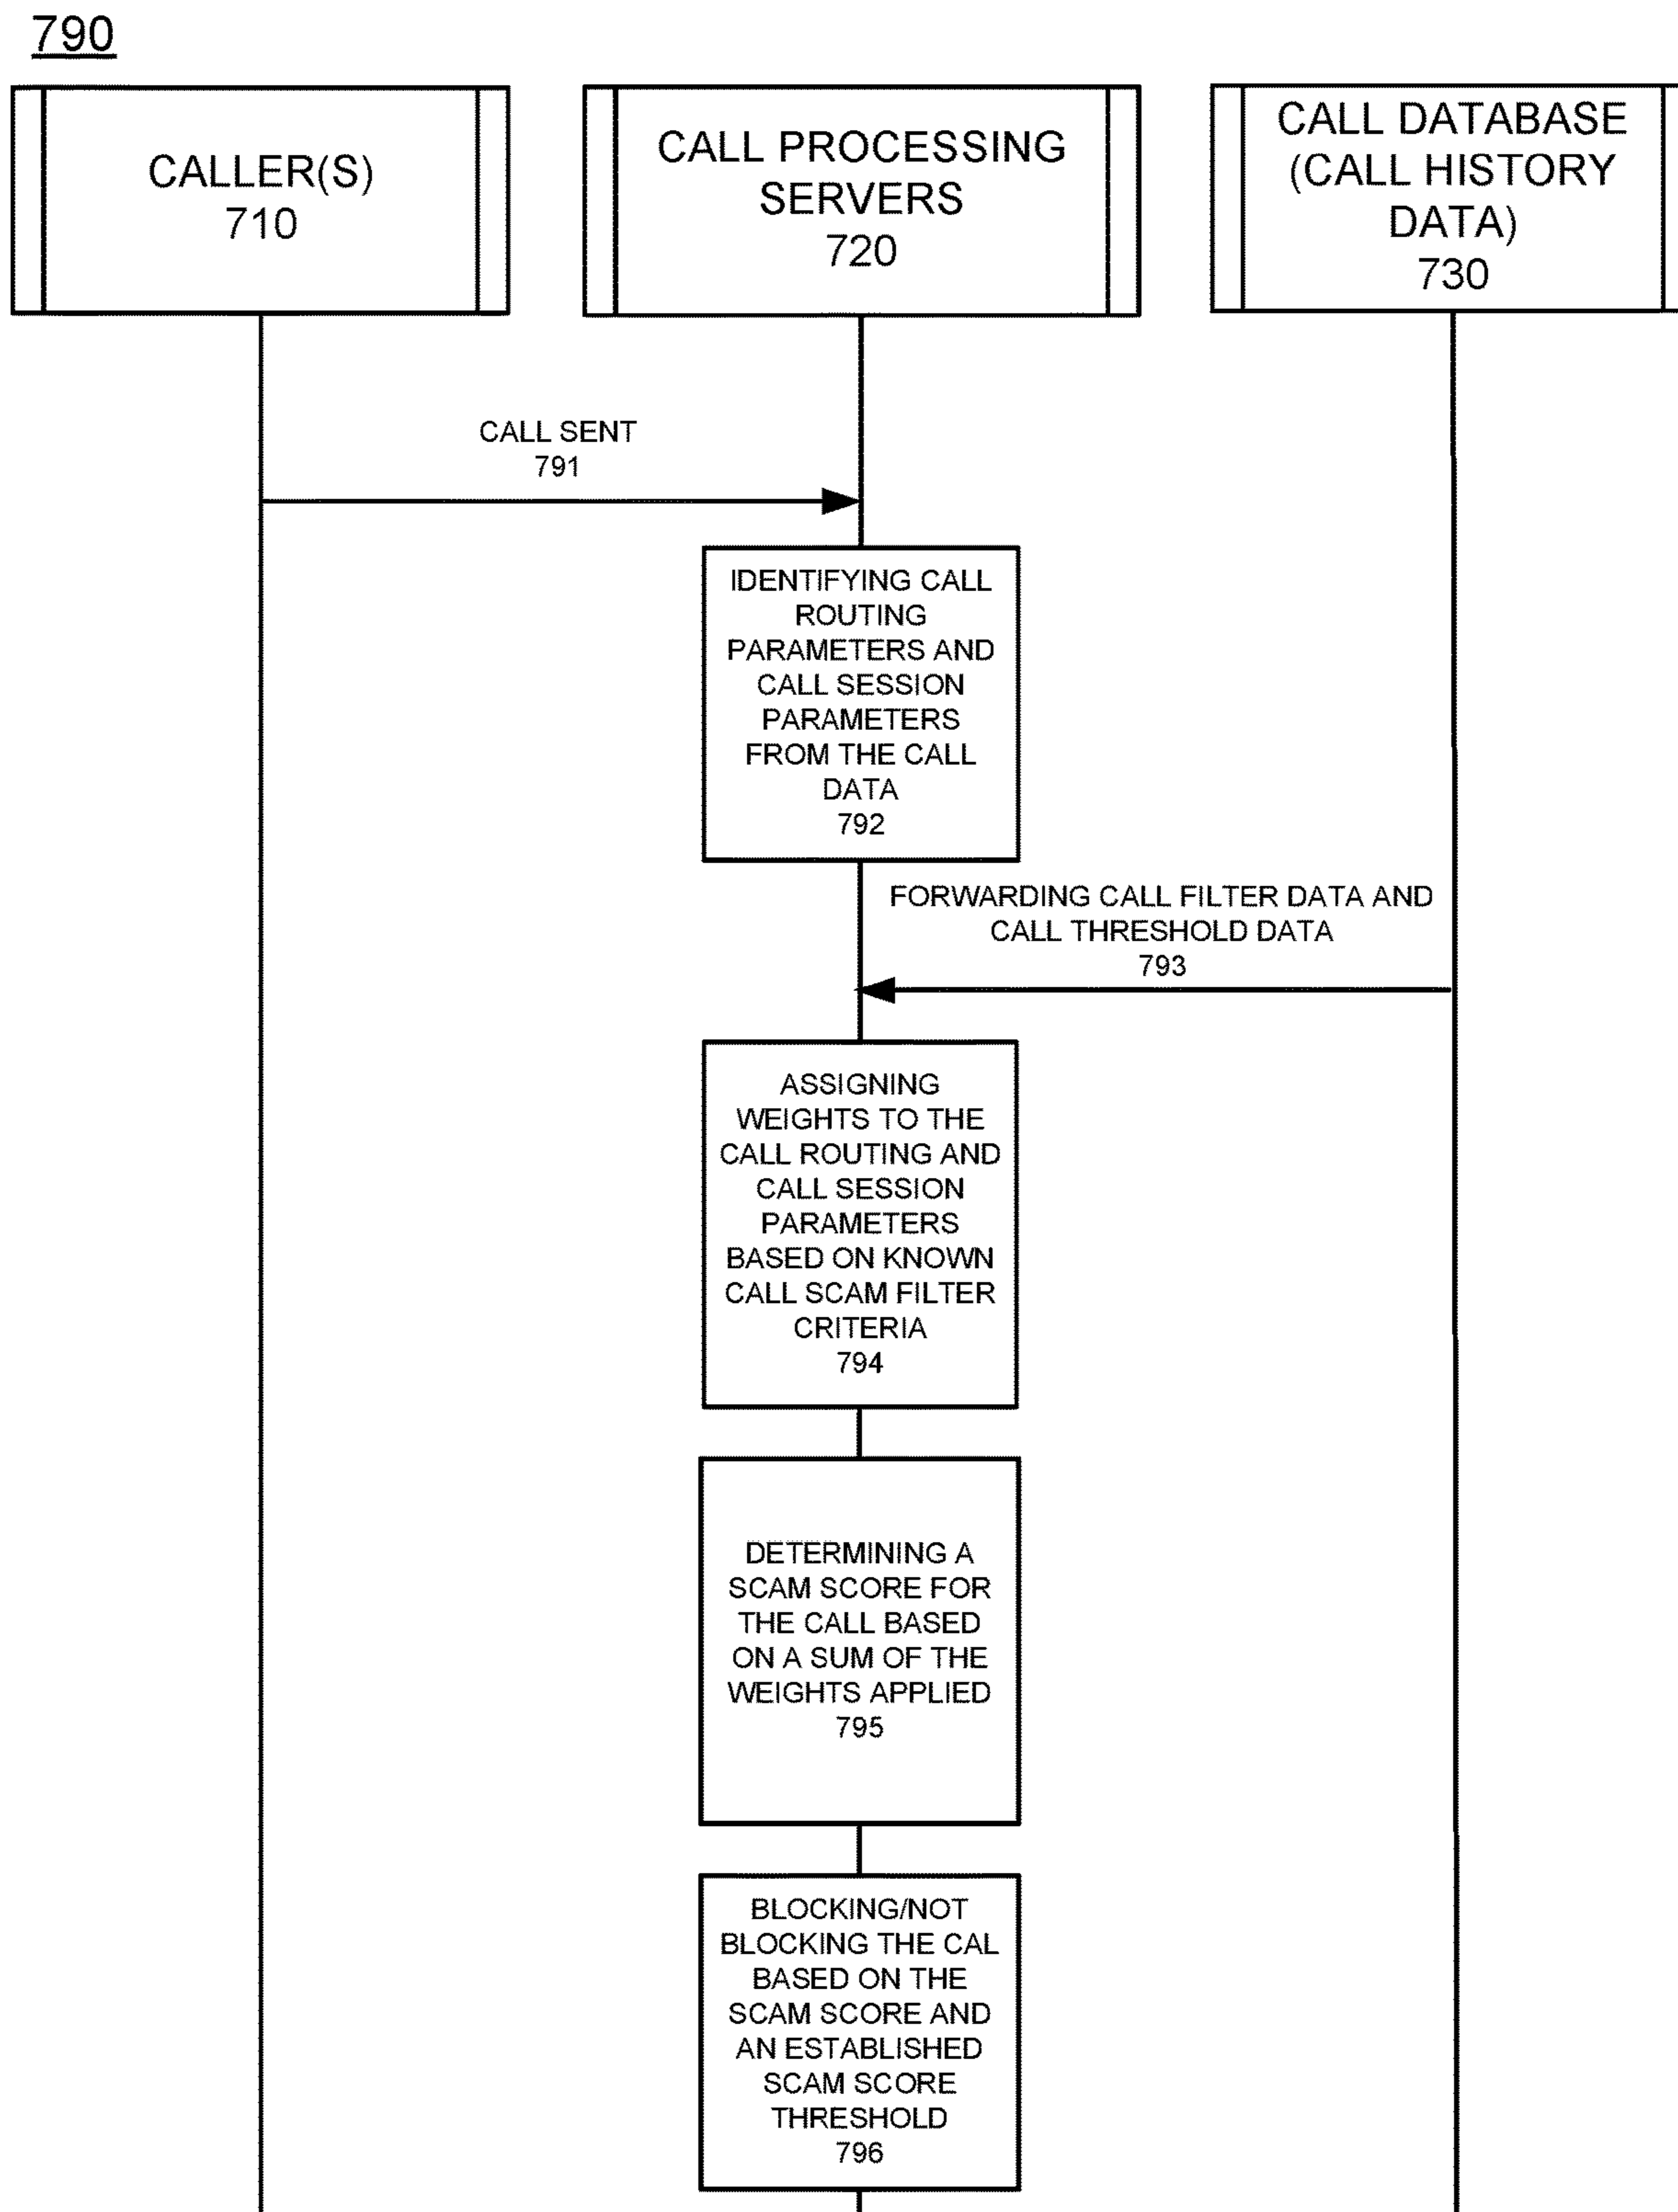 790
CALLER(S)
710
CALL PROCESSING
SERVERS
720
CALL DATABASE
(CALL HISTORY
DATA)
730
CALL SENT
791
IDENTIFYING CALL
ROUTING
PARAMETERS AND
CALL SESSION
PARAMETERS
FROM THE CALL
DATA
792
FORWARDING CALL FILTER DATA AND
CALL THRESHOLD DATA
793
ASSIGNING
WEIGHTS TO THE
CALL ROUTING AND
CALL SESSION
PARAMETERS
BASED ON KNOWN
CALL SCAM FILTER
CRITERIA
794
DETERMINING A
SCAM SCORE FOR
THE CALL BASED
ON A SUM OF THE
WEIGHTS APPLIED
795
BLOCKING/NOT
BLOCKING THE CAL
BASED ON THE
SCAM SCORE AND
AN ESTABLISHED
SCAM SCORE
THRESHOLD
796